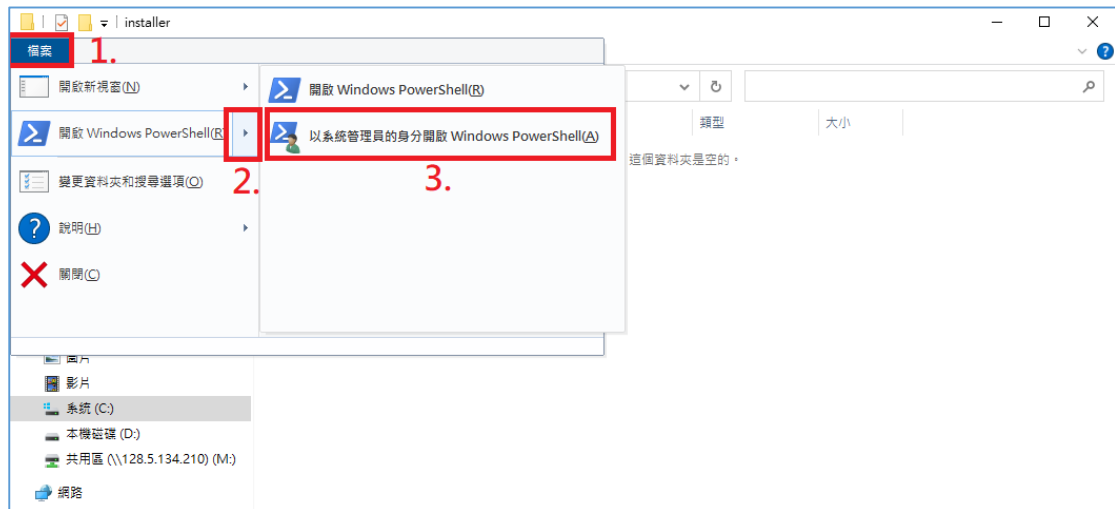 installer
檔案
1.
開啟新視窗(N)
開啟 Windows PowerShell(R)
類型
大小
開啟 Windows PowerShell(R
2.
以系統管理員的身分開啟 Windows PowerShell(A)
3.
這個資料夾是空的。
變更資料夾和搜尋選項(O)
說明(H)
關閉(C)
圖片
影片
系統 (C:)
本機磁碟 (D:)
共用區 (\\128.5.134.210) (M:)
網路